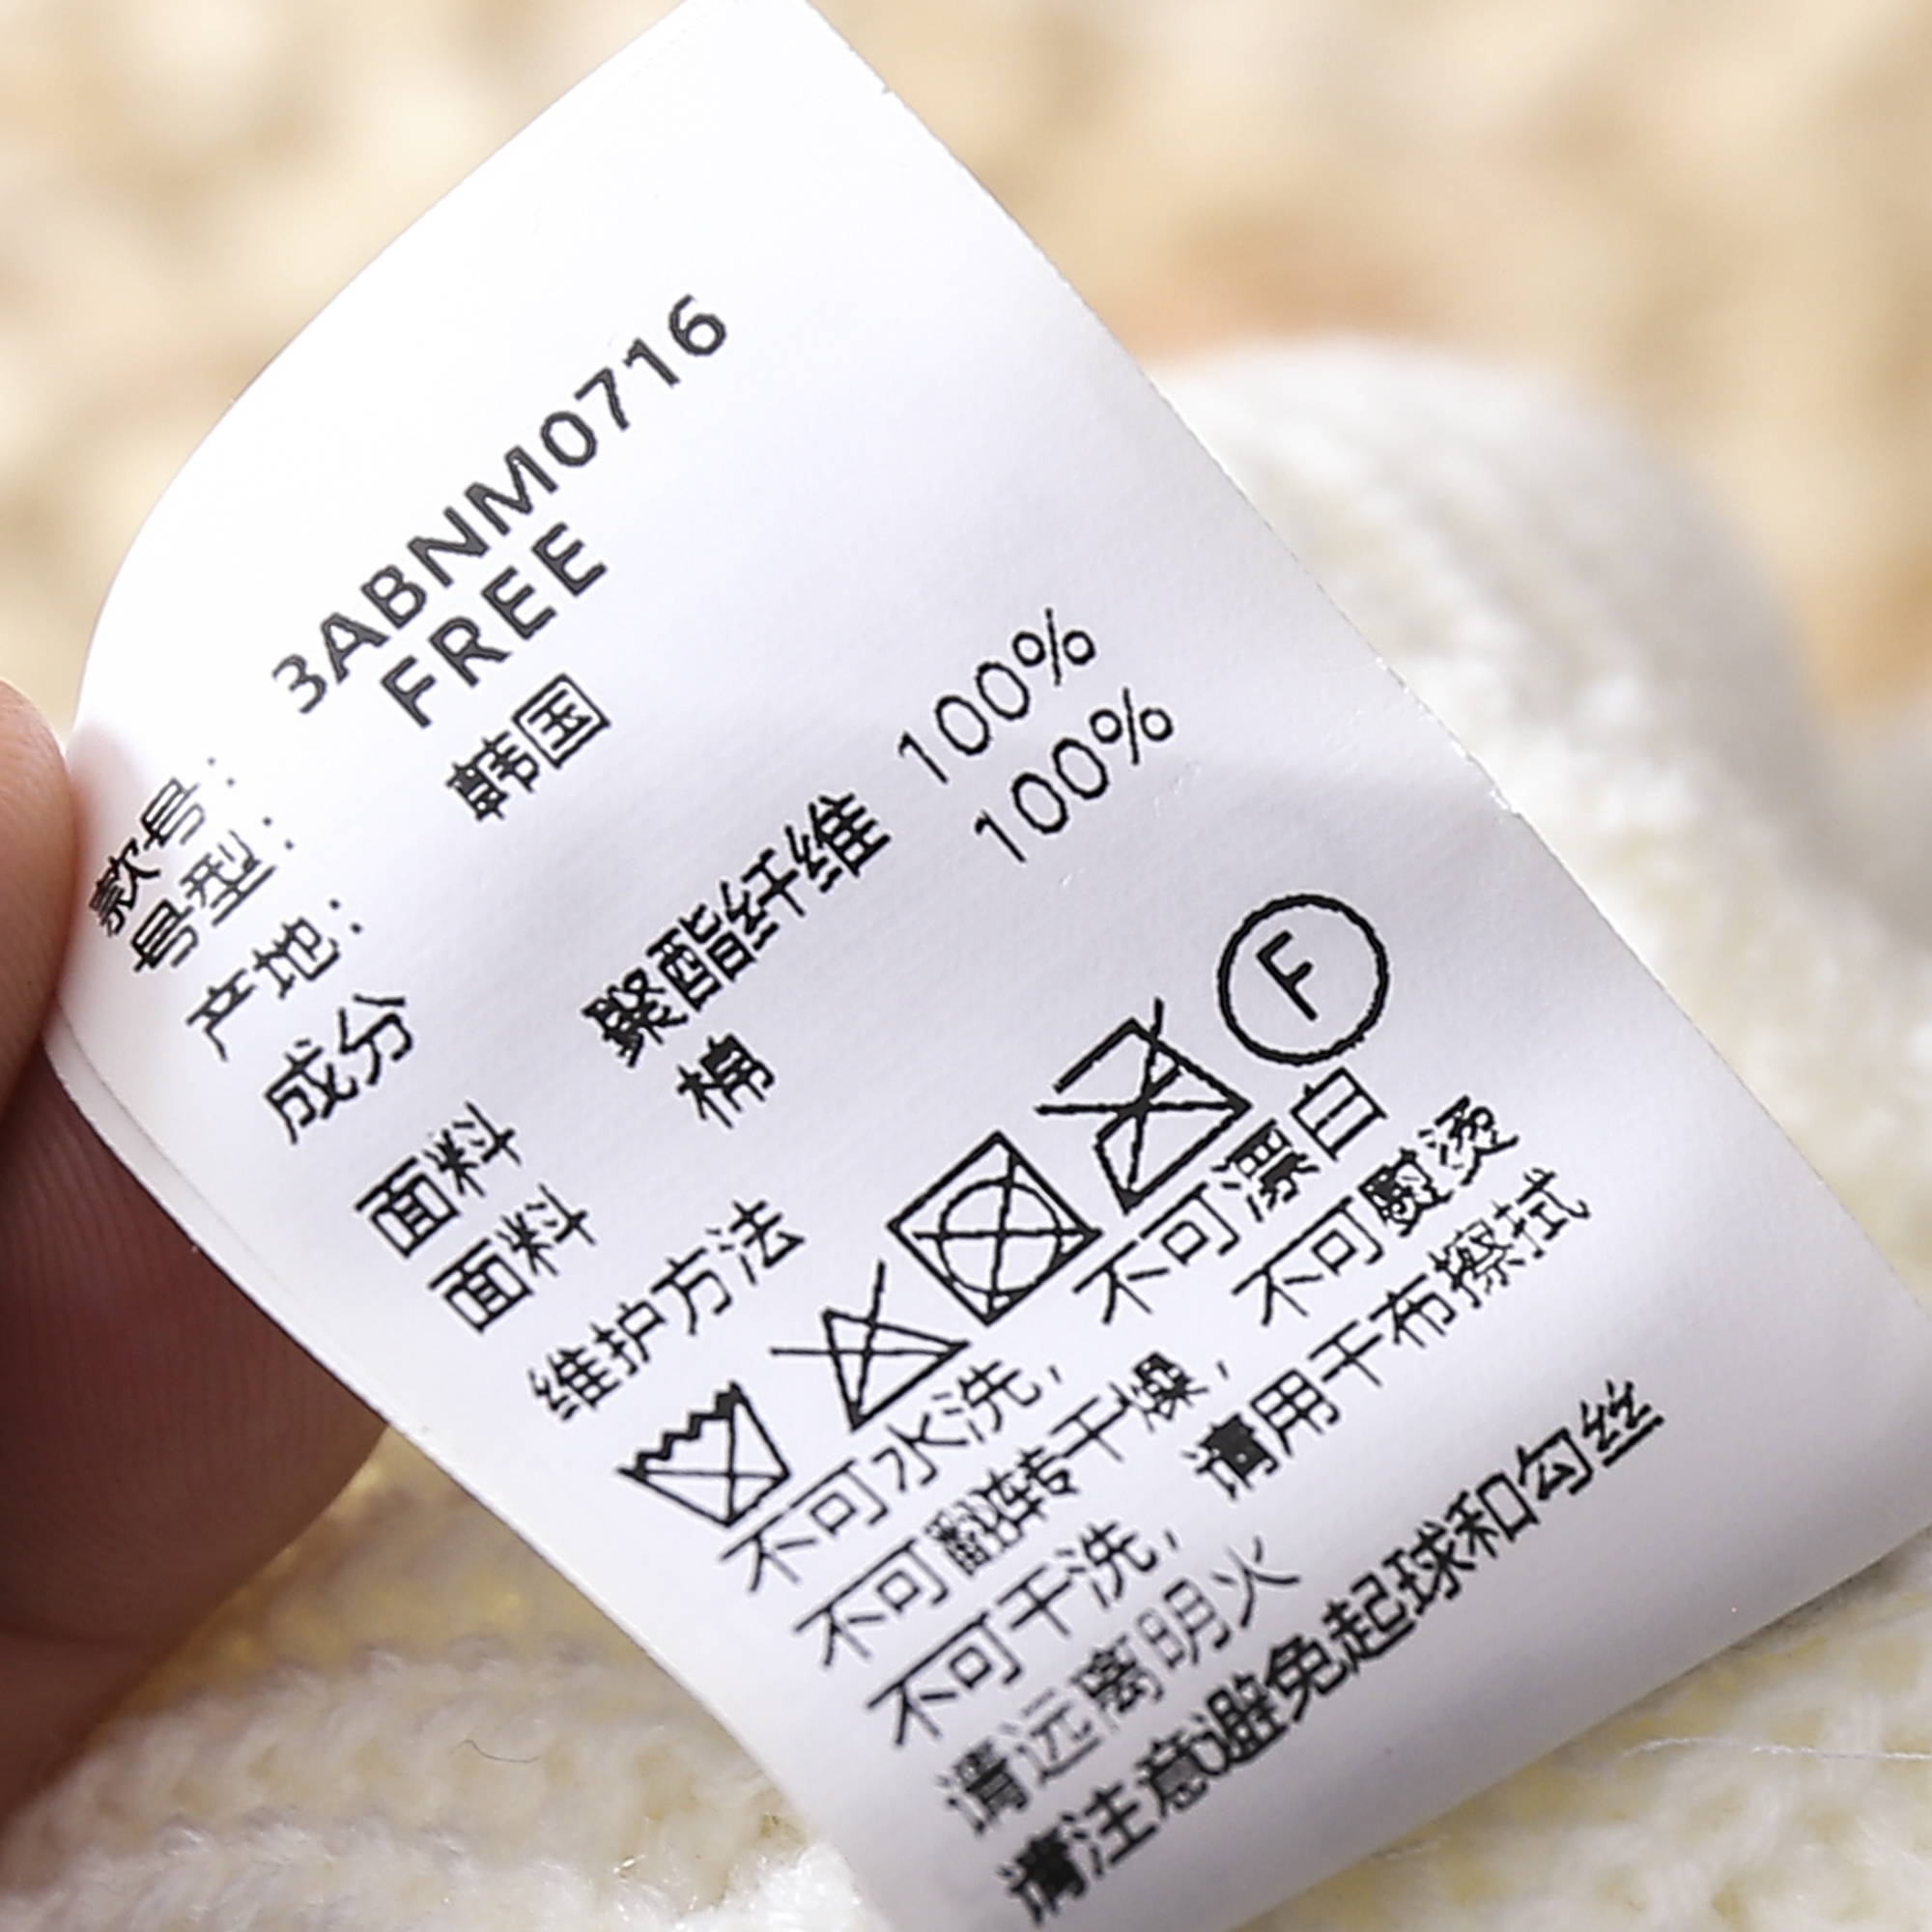 款号: 3ABNM0716
号型: FREE
产地: 韩国
成分
面料 聚酯纤维 100%
面料 棉 100%
维护方法
F
不可水洗, 不可漂白
不可翻转干燥, 不可熨烫
不可干洗, 请用干布擦拭
请远离明火
请注意避免起球和勾丝